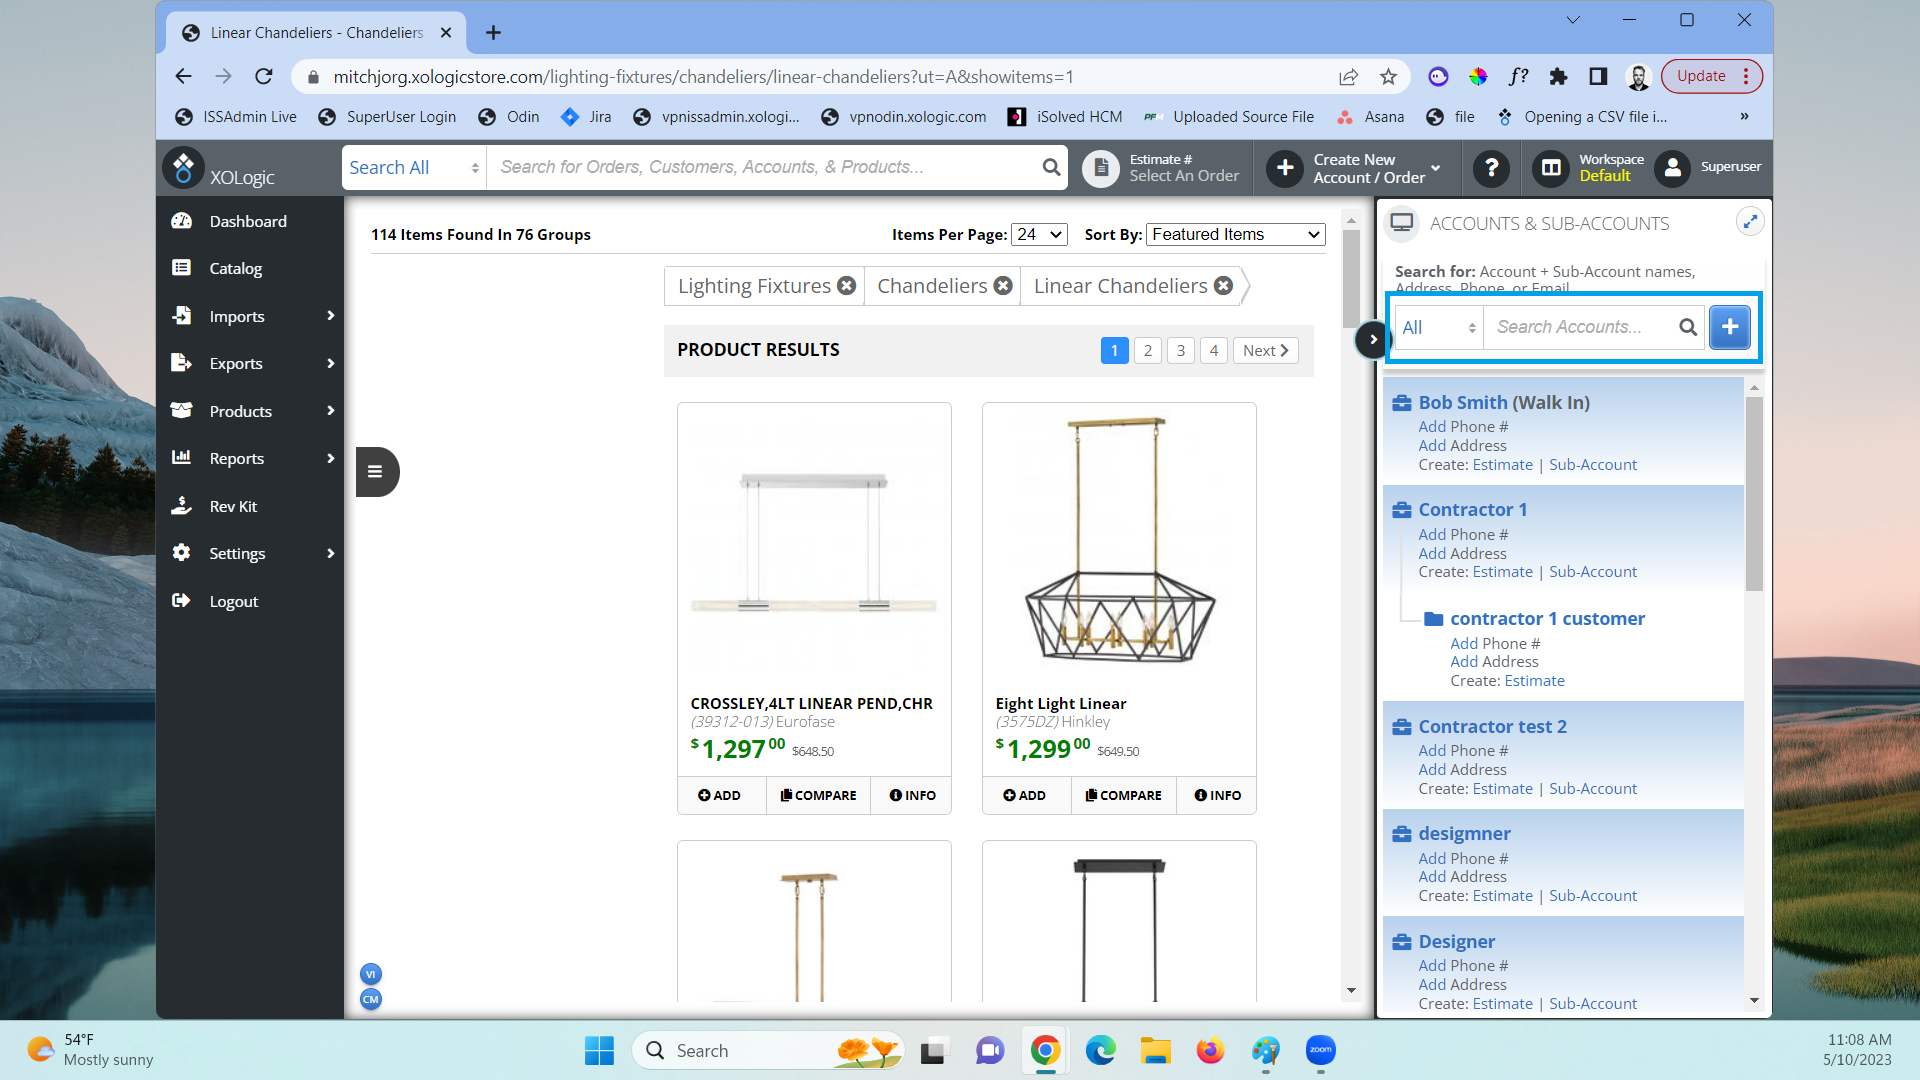 Linear Chandeliers - Chandeliers
mitchjorg.xologicstore.com/lighting-fixtures/chandeliers/linear-chandeliers?ut=A&showitems=1
f?
Update
ISSAdmin Live
SuperUser Login
Odin
Jira
vpnissadmin.xologi...
vpnodin.xologic.com
iSolved HCM
Uploaded Source File
Asana
file
Opening a CSV file i...
»
XOLogic
Search All
Search for Orders, Customers, Accounts, & Products...
Estimate #
Select An Order
Create New
Account / Order
?
Workspace
Default
Superuser
Dashboard
Catalog
Imports
Exports
Products
Reports
Rev Kit
Settings
Logout
114 Items Found In 76 Groups
Items Per Page: 24
Sort By: Featured Items
Lighting Fixtures
Chandeliers
Linear Chandeliers
PRODUCT RESULTS
1 2 3 4 Next
CROSSLEY,4LT LINEAR PEND,CHR
(39312-013) Eurofase
$1,297.00 $648.50
ADD COMPARE INFO
Eight Light Linear
(3575DZ) Hinkley
$1,299.00 $649.50
ADD COMPARE INFO
VI
CM
ACCOUNTS & SUB-ACCOUNTS
Search for: Account + Sub-Account names,
Address, Phone, or Email
All
Search Accounts...
Bob Smith (Walk In)
Add Phone #
Add Address
Create: Estimate | Sub-Account
Contractor 1
Add Phone #
Add Address
Create: Estimate | Sub-Account
contractor 1 customer
Add Phone #
Add Address
Create: Estimate
Contractor test 2
Add Phone #
Add Address
Create: Estimate | Sub-Account
desigmner
Add Phone #
Add Address
Create: Estimate | Sub-Account
Designer
Add Phone #
Add Address
Create: Estimate | Sub-Account
54°F
Mostly sunny
Search
zoom
11:08 AM
5/10/2023